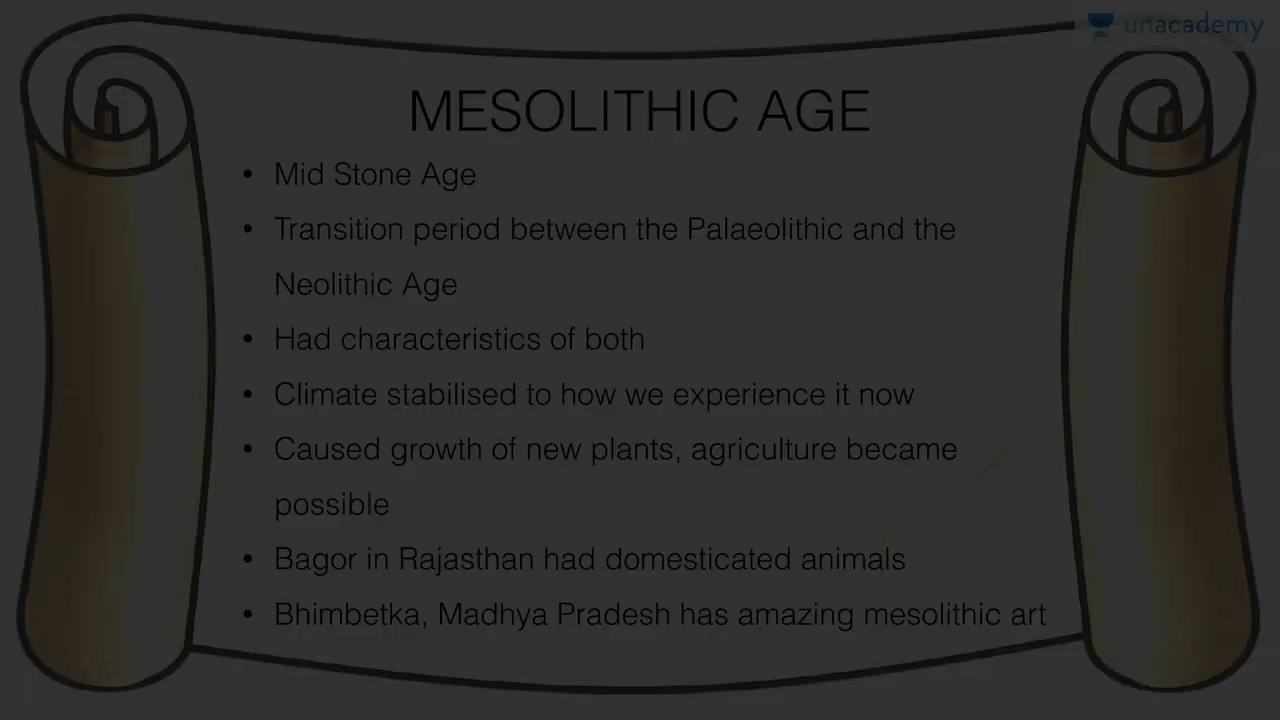 unacademy
MESOLITHIC AGE
• Mid Stone Age
• Transition period between the Palaeolithic and the
Neolithic Age
• Had characteristics of both
• Climate stabilised to how we experience it now
• Caused growth of new plants, agriculture became
possible
• Bagor in Rajasthan had domesticated animals
• Bhimbetka, Madhya Pradesh has amazing mesolithic art